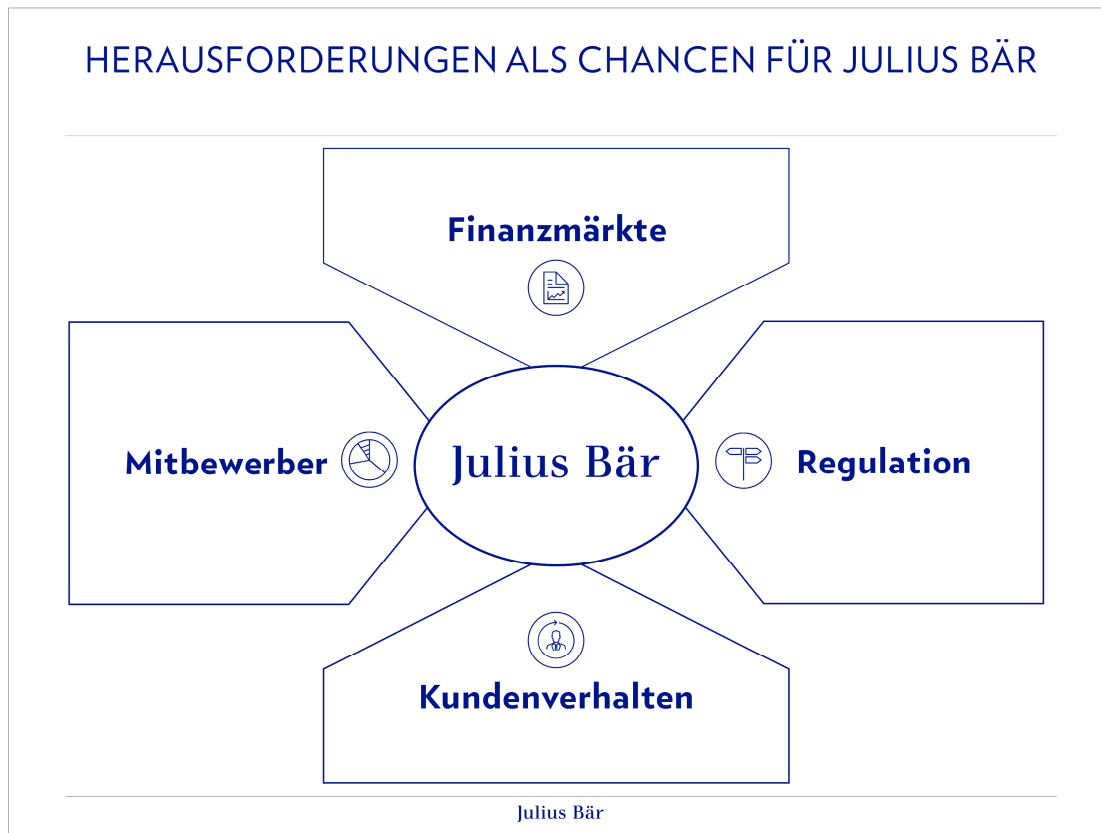 HERAUSFORDERUNGEN ALS CHANCEN FÜR JULIUS BÄR
Finanzmärkte
Mitbewerber
Julius Bär
Regulation
Kundenverhalten
Julius Bär